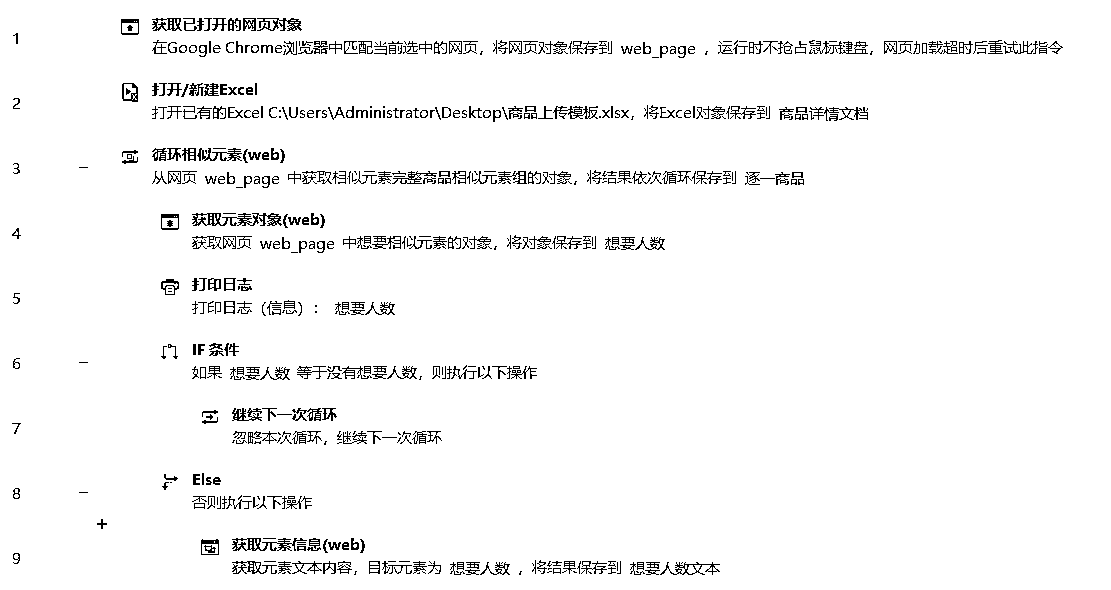 获取已打开的网页对象
1
在Google Chrome浏览器中匹配当前选中的网页，将网页对象保存到 web_page ，运行时不抢占鼠标键盘，网页加载超时后重试此指令
打开/新建Excel
2
打开已有的Excel C:\Users\Administrator\Desktop\商品上传模板.xlsx，将Excel对象保存到 商品详情文档
循环相似元素(web)
3
从网页 web_page 中获取相似元素完整商品相似元素组的对象，将结果依次循环保存到 逐一商品
获取元素对象(web)
4
获取网页 web_page 中想要相似元素的对象，将对象保存到 想要人数
打印日志
5
打印日志（信息）： 想要人数
IF 条件
6
如果 想要人数 等于没有想要人数，则执行以下操作
继续下一次循环
7
忽略本次循环，继续下一次循环
Else
8
否则执行以下操作
获取元素信息(web)
9
获取元素文本内容，目标元素为 想要人数 ，将结果保存到 想要人数文本